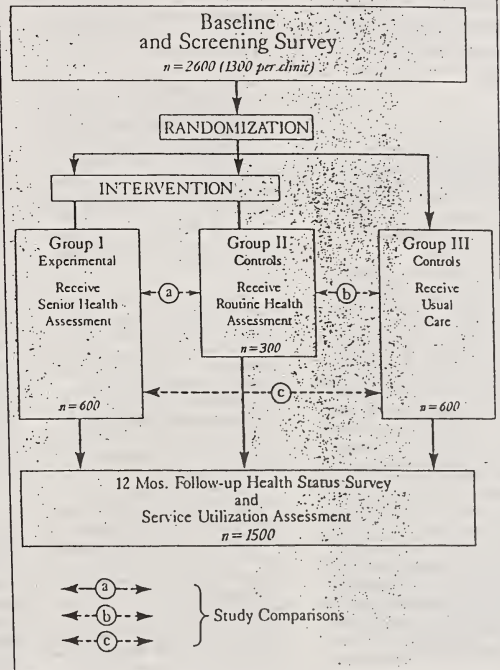 Baseline
and Screening Survey
n=2600 (1300 per clinic)
RANDOMIZATION
INTERVENTION
Group I
Experimental
Receive
Senior Health
Assessment
n=600
Group II
Controls
Receive
Routine Health
Assessment
n=300
Group III
Controls
Receive
Usual
Care
n=600
a
b
c
12 Mos. Follow-up Health Status Survey
and
Service Utilization Assessment
n=1500
a
b
c
Study Comparisons